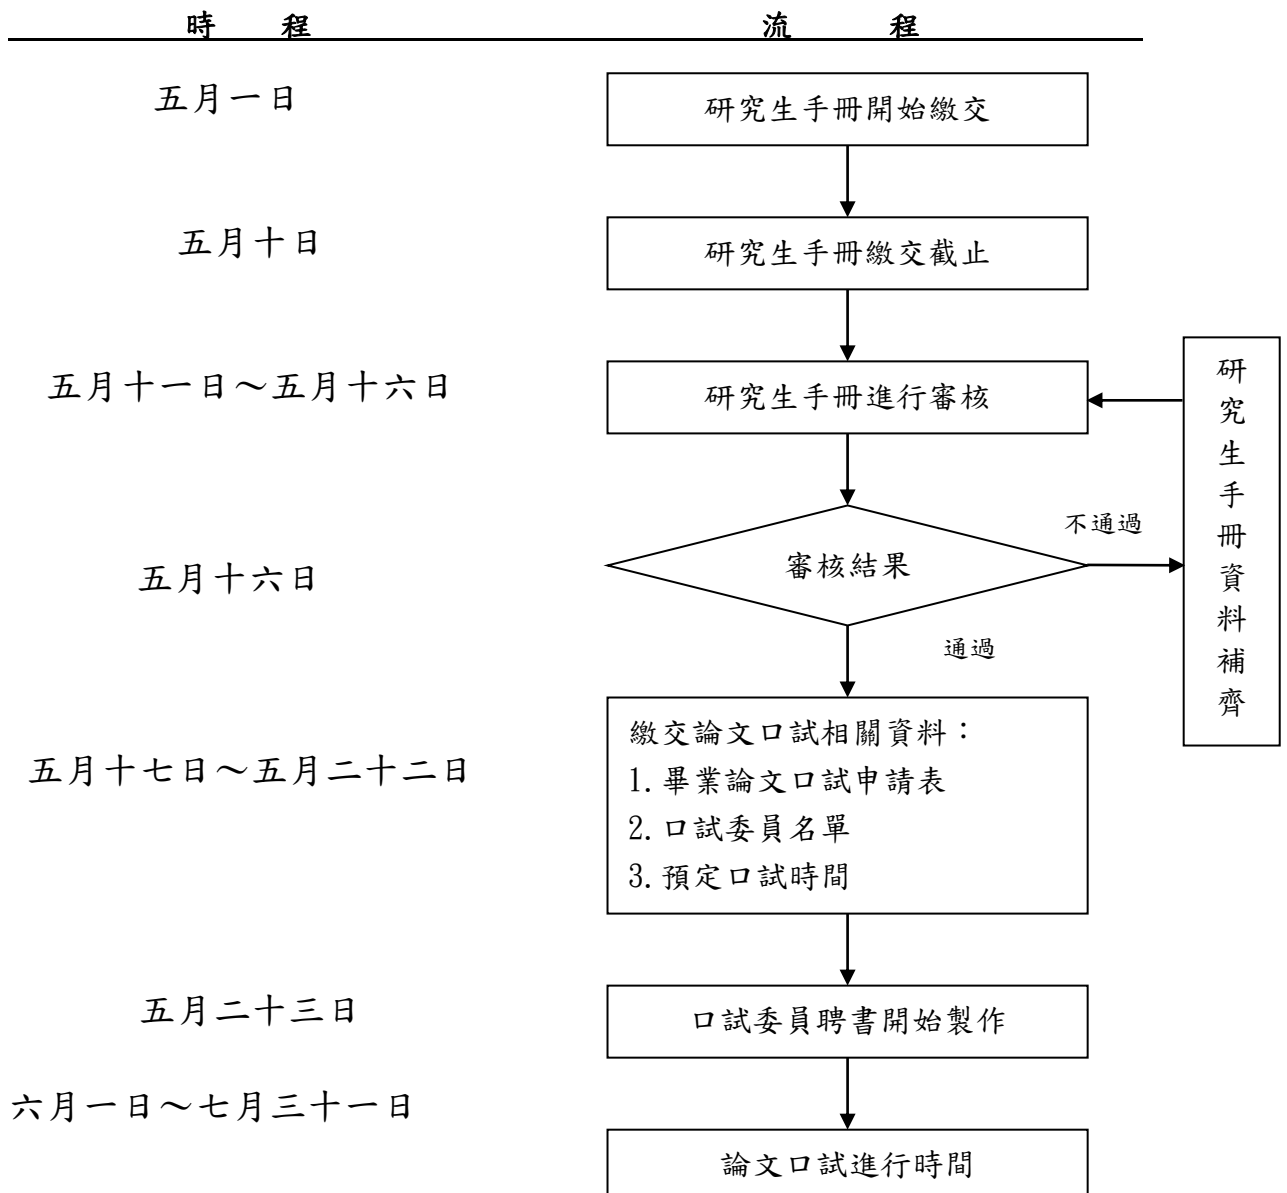 時 程 流 程
五月一日
研究生手冊開始繳交
五月十日
研究生手冊繳交截止
五月十一日～五月十六日
研究生手冊進行審核
研究生手冊資料補齊
五月十六日
審核結果
不通過
通過
五月十七日～五月二十二日
繳交論文口試相關資料：
1.畢業論文口試申請表
2.口試委員名單
3.預定口試時間
五月二十三日
口試委員聘書開始製作
六月一日～七月三十一日
論文口試進行時間